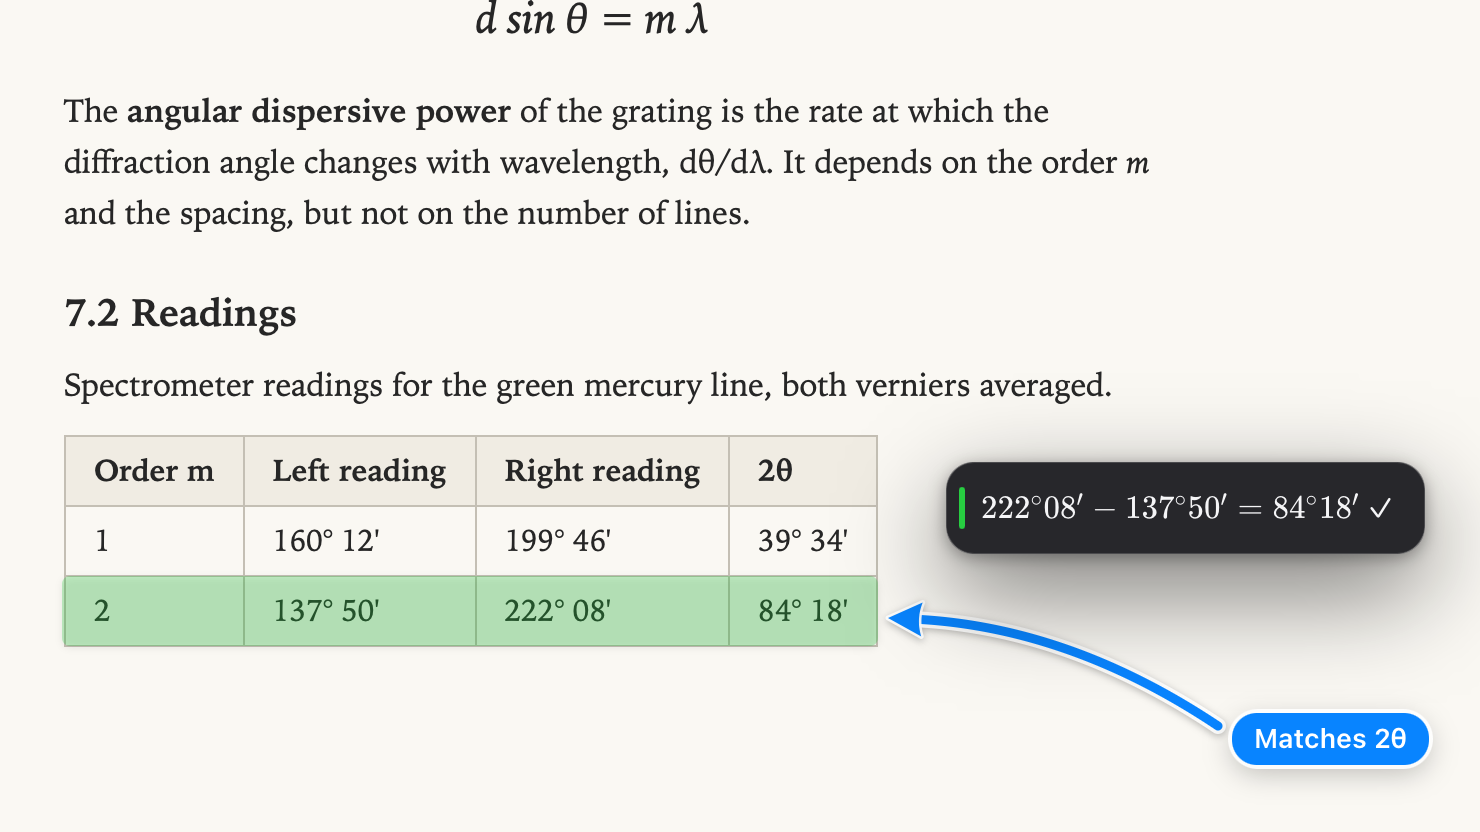 d sin θ = m λ
The angular dispersive power of the grating is the rate at which the
diffraction angle changes with wavelength, dθ/dλ. It depends on the order m
and the spacing, but not on the number of lines.
7.2 Readings
Spectrometer readings for the green mercury line, both verniers averaged.
Order m Left reading Right reading 2θ
1 160° 12' 199° 46' 39° 34'
222°08′ − 137°50′ = 84°18′ ✓
2 137° 50' 222° 08' 84° 18'
Matches 2θ